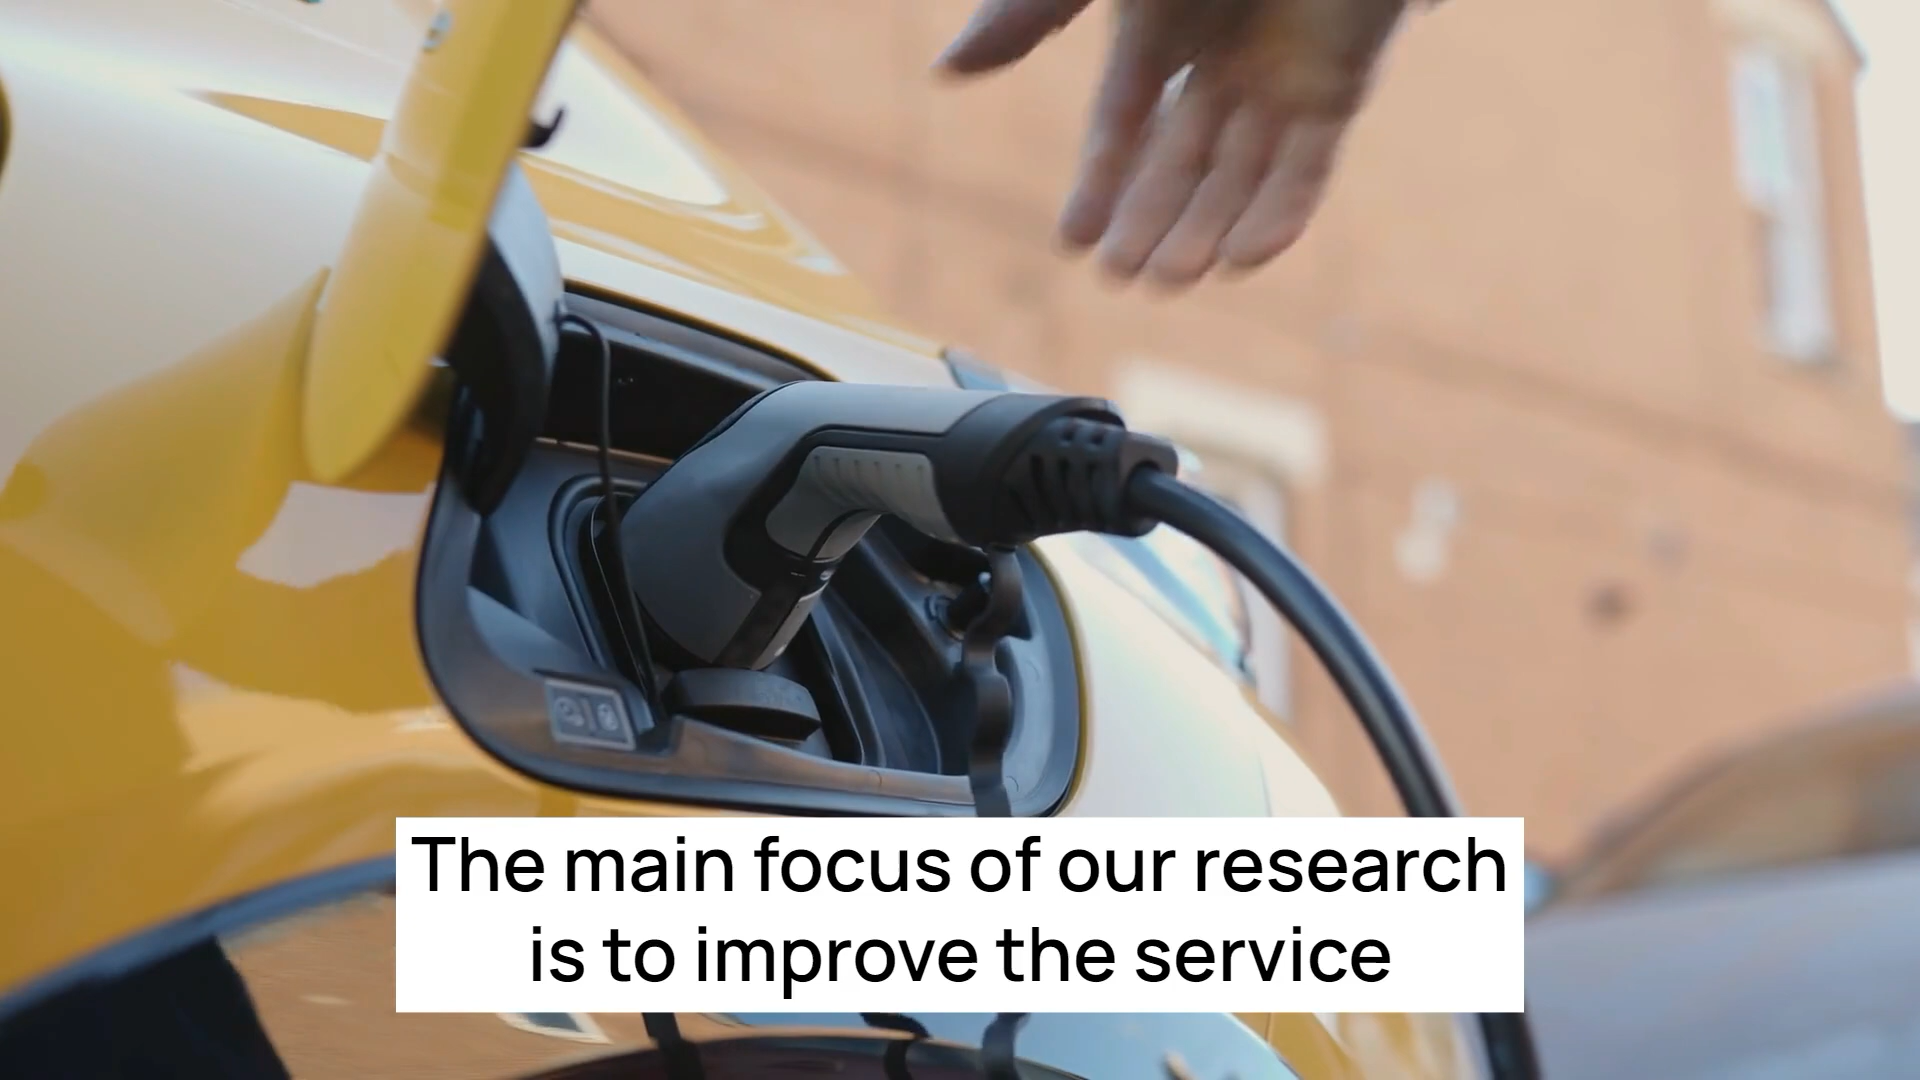 The main focus of our research
is to improve the service